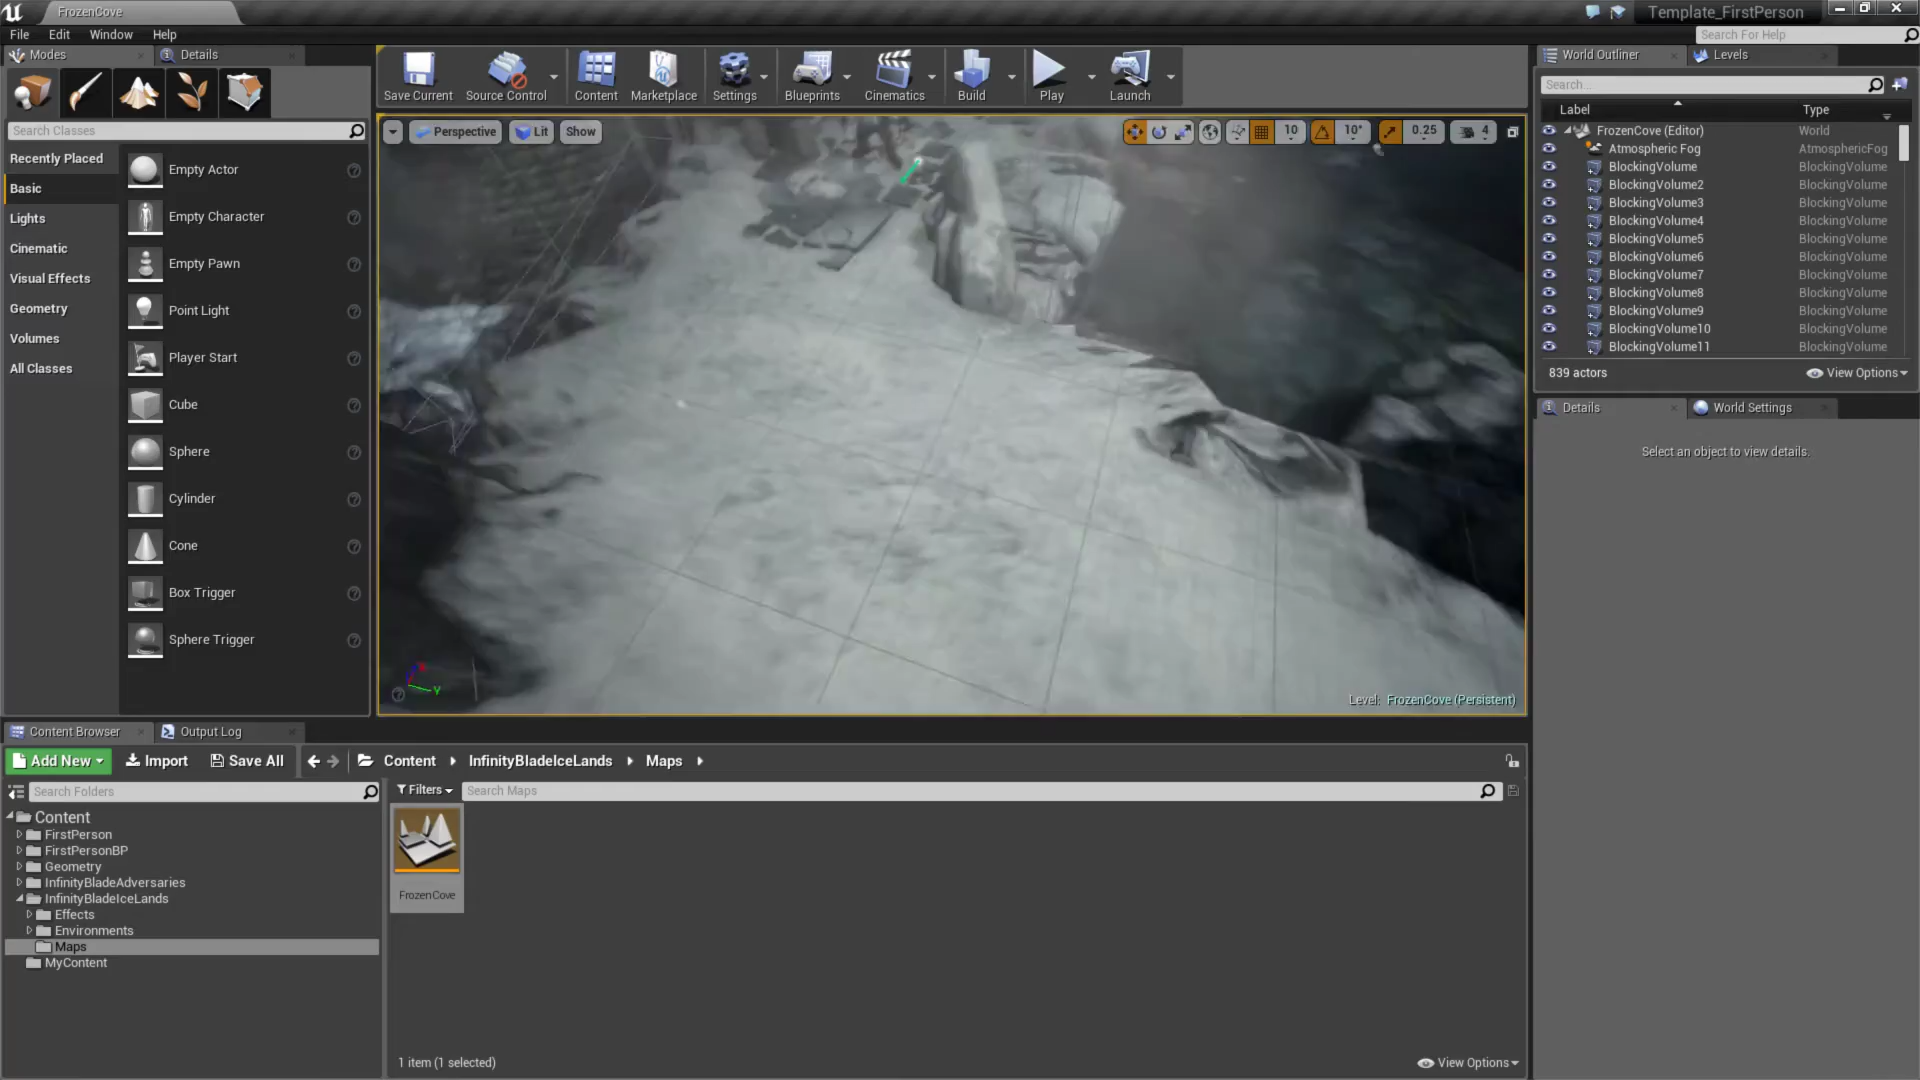 FrozenCove
Template_FirstPerson
File Edit Window Help
Search For Help
Modes
Details
Save Current
Source Control
Content
Marketplace
Settings
Blueprints
Cinematics
Build
Play
Launch
Search Classes
Recently Placed
Basic
Lights
Cinematic
Visual Effects
Geometry
Volumes
All Classes
Empty Actor
Empty Character
Empty Pawn
Point Light
Player Start
Cube
Sphere
Cylinder
Cone
Box Trigger
Sphere Trigger
Perspective
Lit
Show
10
10°
0.25
4
Y
Level: FrozenCove (Persistent)
World Outliner
Levels
Search...
Label Type
FrozenCove (Editor) World
Atmospheric Fog AtmosphericFog
BlockingVolume BlockingVolume
BlockingVolume2 BlockingVolume
BlockingVolume3 BlockingVolume
BlockingVolume4 BlockingVolume
BlockingVolume5 BlockingVolume
BlockingVolume6 BlockingVolume
BlockingVolume7 BlockingVolume
BlockingVolume8 BlockingVolume
BlockingVolume9 BlockingVolume
BlockingVolume10 BlockingVolume
BlockingVolume11 BlockingVolume
839 actors
View Options
Details
World Settings
Select an object to view details.
Content Browser
Output Log
Add New
Import
Save All
Content
InfinityBladeIceLands
Maps
Search Folders
Filters
Search Maps
Content
FirstPerson
FirstPersonBP
Geometry
InfinityBladeAdversaries
InfinityBladeIceLands
Effects
Environments
Maps
MyContent
FrozenCove
1 item (1 selected)
View Options